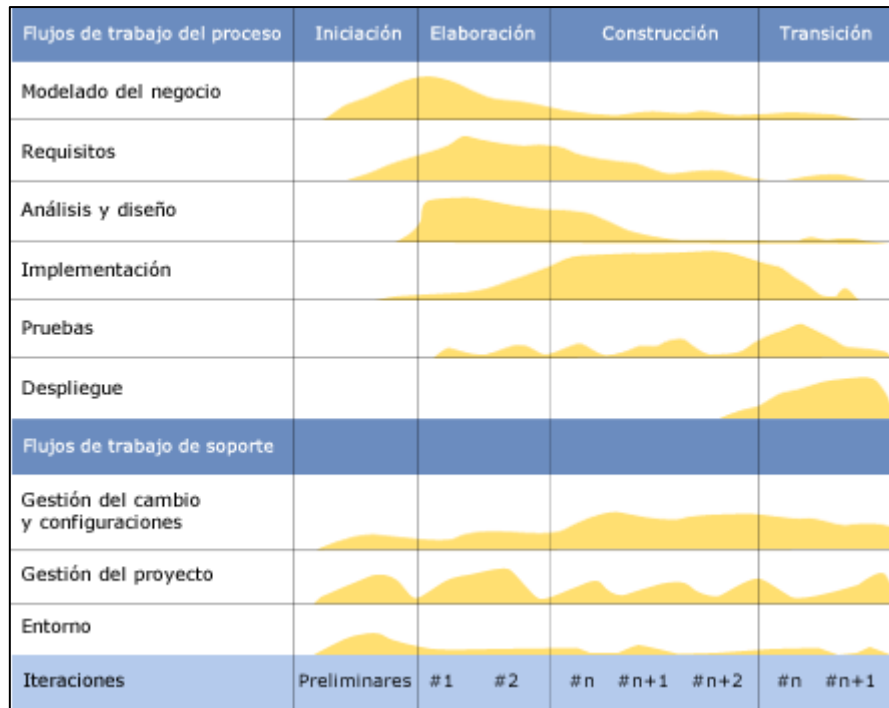 Flujos de trabajo del proceso Iniciación Elaboración Construcción Transición
Modelado del negocio
Requisitos
Análisis y diseño
Implementación
Pruebas
Despliegue
Flujos de trabajo de soporte
Gestión del cambio
y configuraciones
Gestión del proyecto
Entorno
Iteraciones Preliminares #1 #2 #n #n+1 #n+2 #n #n+1